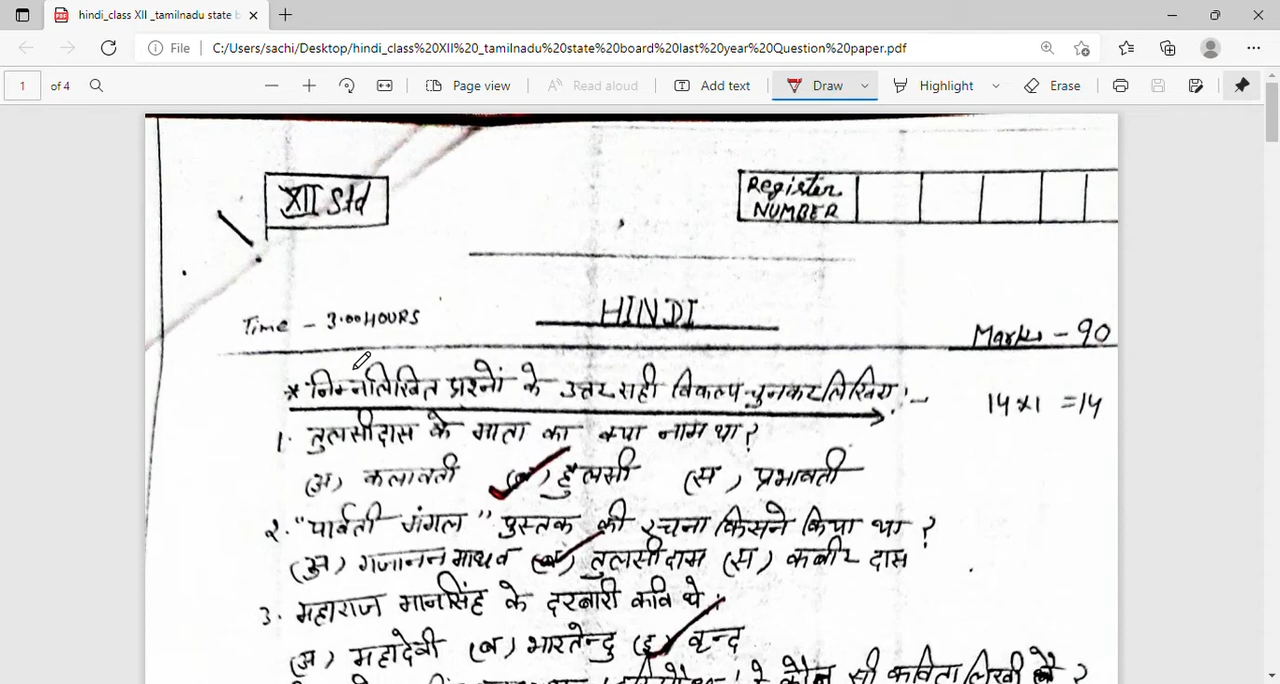 hindi_class XII _tamilnadu state b
File C:/Users/sachi/Desktop/hindi_class%20XII%20_tamilnadu%20state%20board%20last%20year%20Question%20paper.pdf
1 of 4 Page view Read aloud Add text Draw Highlight Erase
XII Std
Register NUMBER
HINDI
Time - 3.00 HOURS
Marks - 90
* निम्नलिखित प्रश्नों के उत्तर सही विकल्प चुनकर लिखिए :- 14x1 =14
1. तुलसीदास के माता का क्या नाम था?
(अ) कलावती (ब) हुलसी (स) प्रभावती
2. "पार्वती मंगल" पुस्तक की रचना किसने किया था ?
(अ) गजानन माधव (ब) तुलसीदास (स) कबीर दास
3. महाराज मानसिंह के दरबारी कवि थे
(अ) महादेवी (ब) भारतेन्दु (इ) वृन्द
कौन सी कविता लिखी है ?